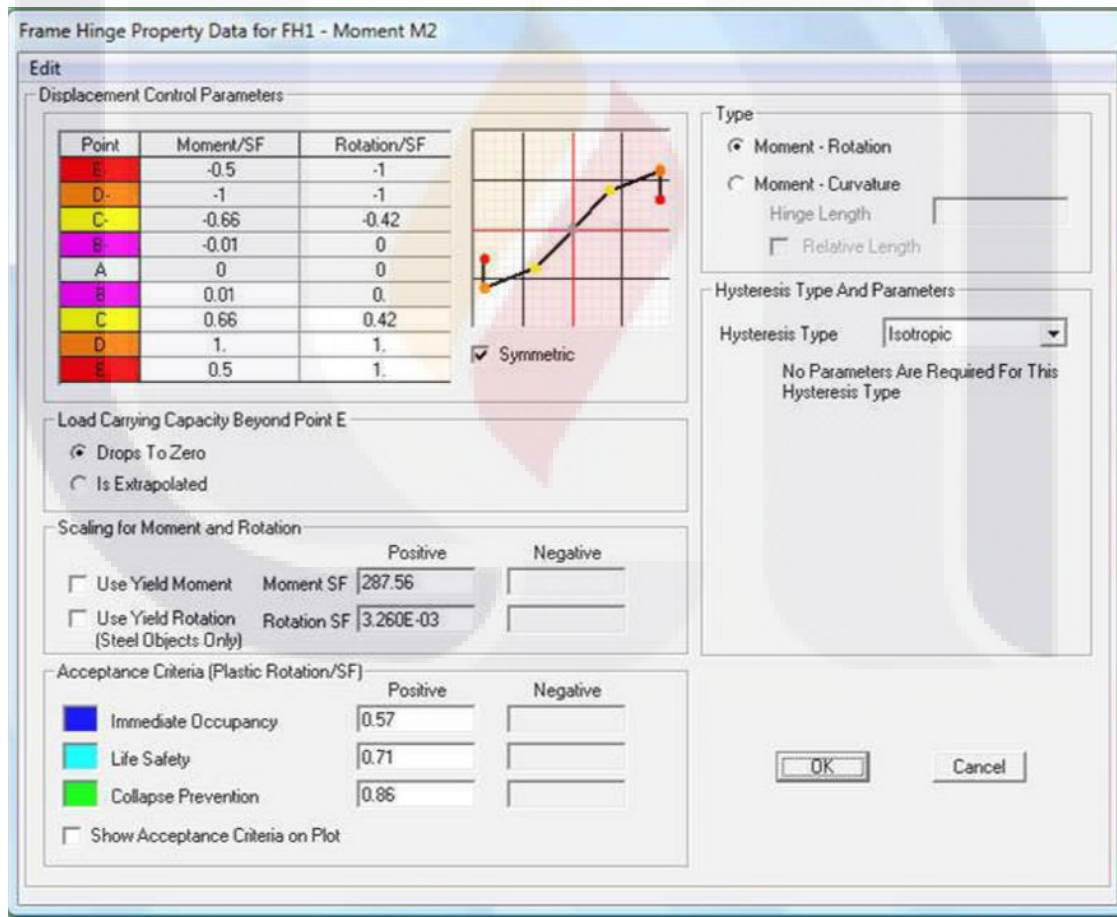 Frame Hinge Property Data for FH1 - Moment M2
Edit
Displacement Control Parameters
Point Moment/SF Rotation/SF
E- -0.5 -1
D- -1 -1
C- -0.66 -0.42
B- -0.01 0
A 0 0
B 0.01 0.
C 0.66 0.42
D 1. 1.
E 0.5 1.
Symmetric
Load Carrying Capacity Beyond Point E
Drops To Zero
Is Extrapolated
Scaling for Moment and Rotation
Positive Negative
Use Yield Moment Moment SF 287.56
Use Yield Rotation Rotation SF 3.260E-03
(Steel Objects Only)
Acceptance Criteria (Plastic Rotation/SF)
Positive Negative
Immediate Occupancy 0.57
Life Safety 0.71
Collapse Prevention 0.86
Show Acceptance Criteria on Plot
Type
Moment - Rotation
Moment - Curvature
Hinge Length
Relative Length
Hysteresis Type And Parameters
Hysteresis Type Isotropic
No Parameters Are Required For This
Hysteresis Type
OK Cancel